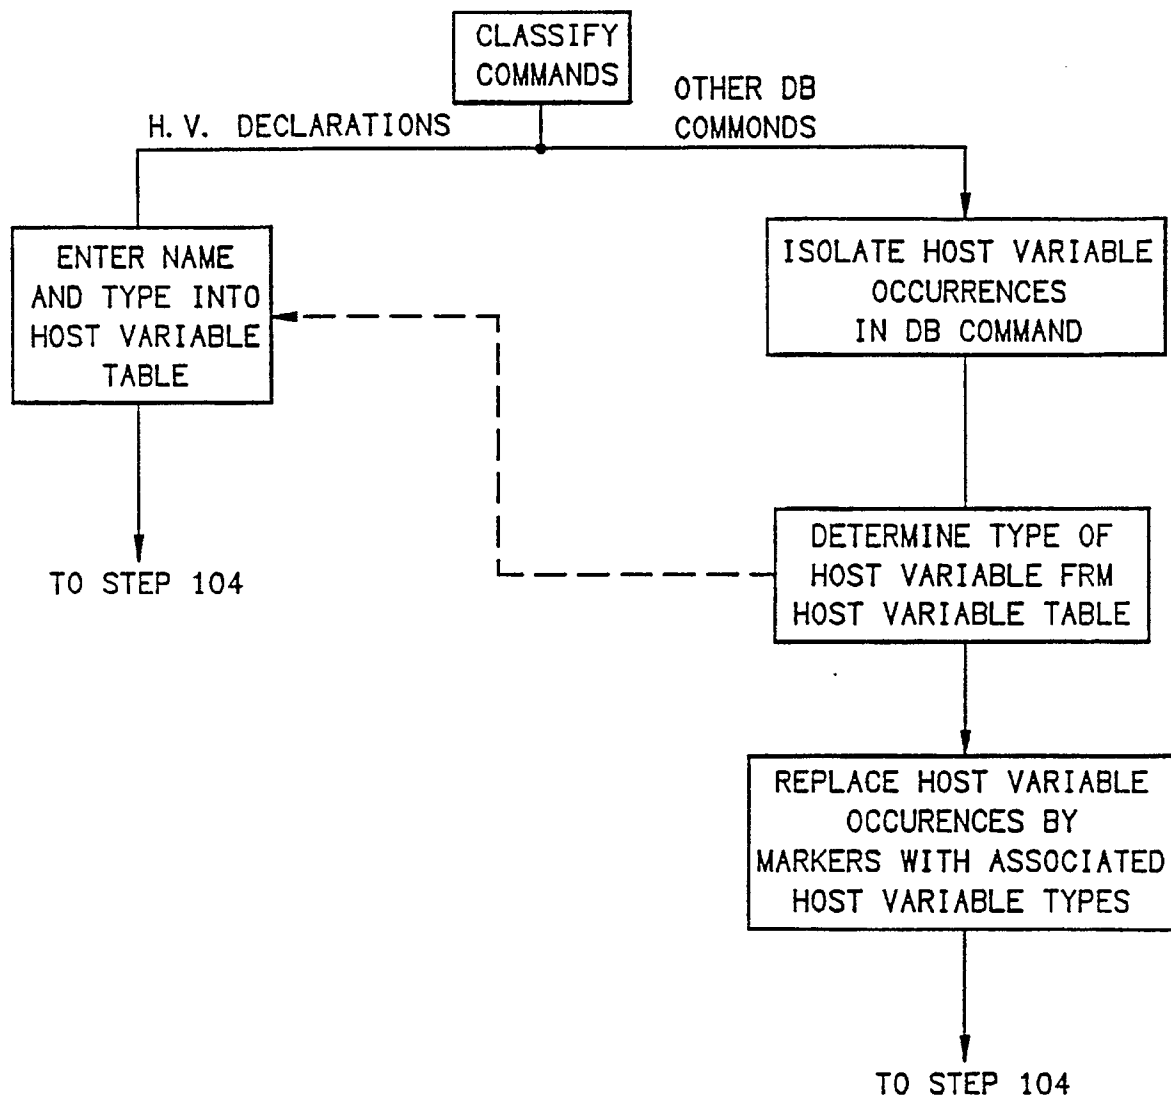 CLASSIFY
COMMANDS
H. V. DECLARATIONS
OTHER DB
COMMONDS
ENTER NAME
AND TYPE INTO
HOST VARIABLE
TABLE
TO STEP 104
ISOLATE HOST VARIABLE
OCCURRENCES
IN DB COMMAND
DETERMINE TYPE OF
HOST VARIABLE FRM
HOST VARIABLE TABLE
REPLACE HOST VARIABLE
OCCURENCES BY
MARKERS WITH ASSOCIATED
HOST VARIABLE TYPES
TO STEP 104